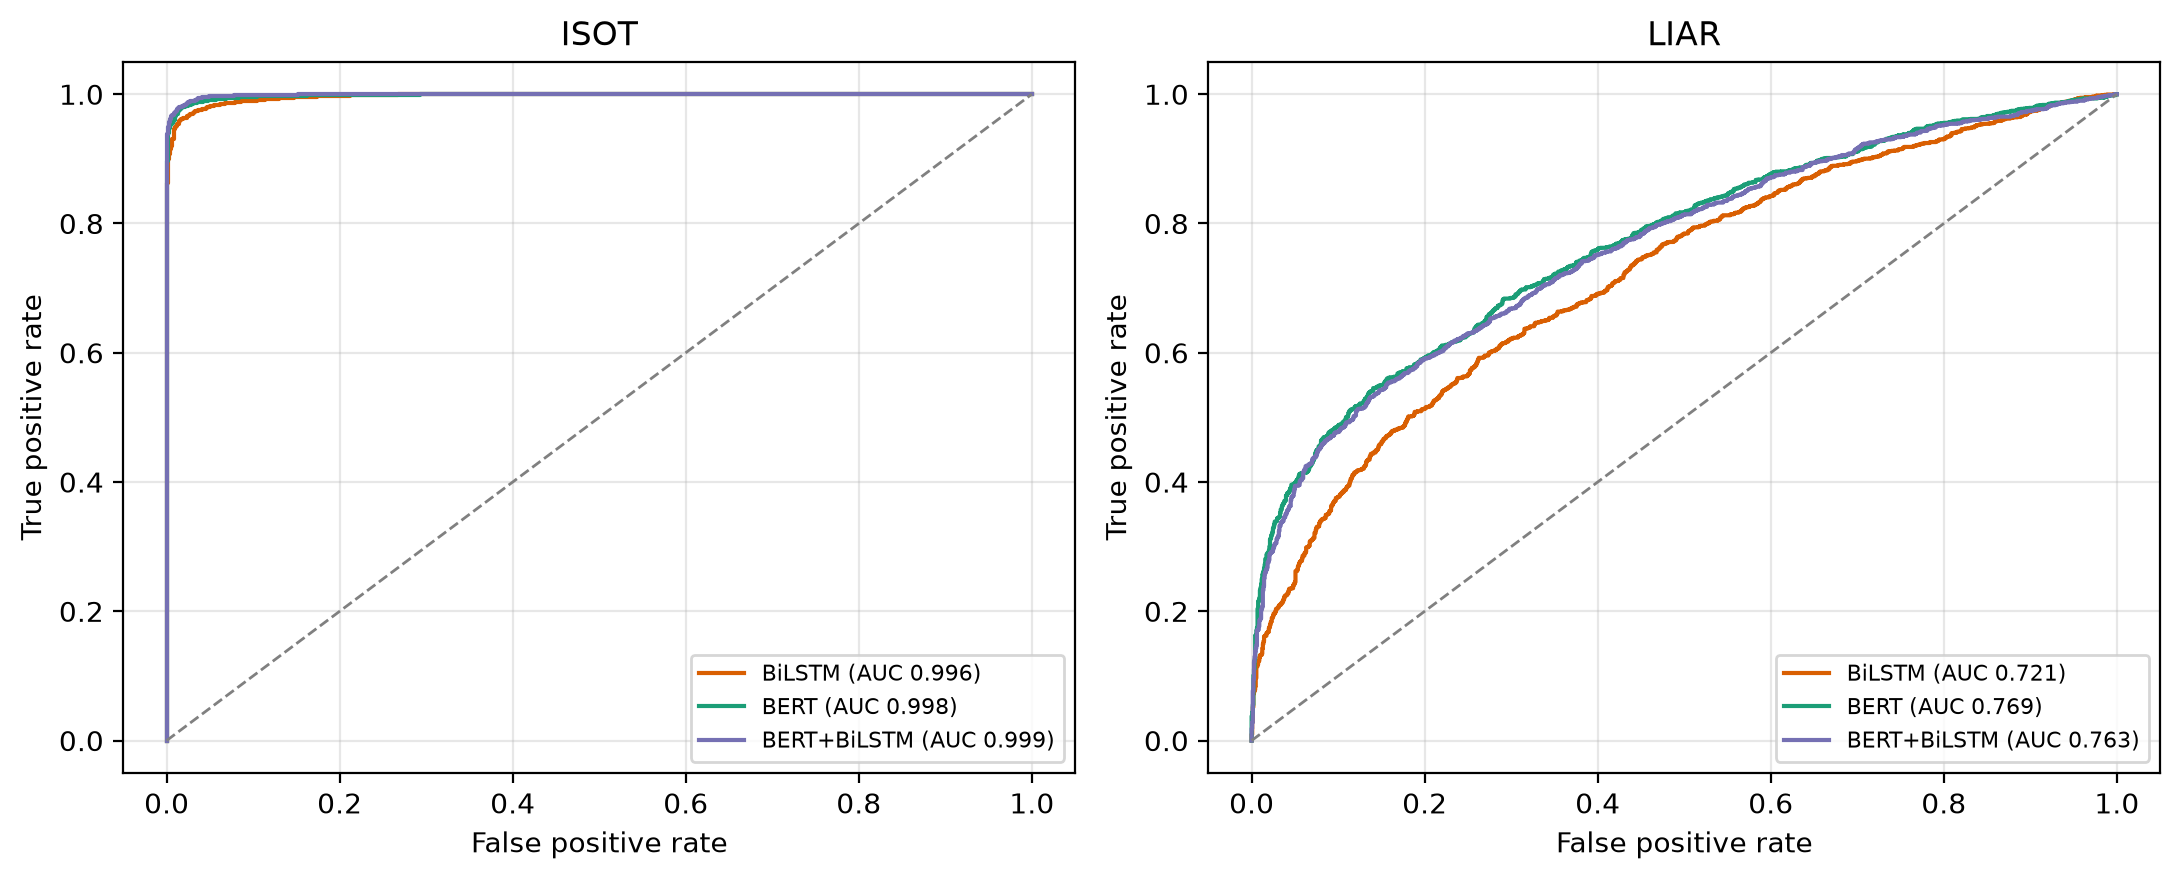 ISOT
True positive rate
1.0
0.8
0.6
0.4
0.2
0.0
BiLSTM (AUC 0.996)
BERT (AUC 0.998)
BERT+BiLSTM (AUC 0.999)
0.0 0.2 0.4 0.6 0.8 1.0
False positive rate
LIAR
True positive rate
1.0
0.8
0.6
0.4
0.2
0.0
BiLSTM (AUC 0.721)
BERT (AUC 0.769)
BERT+BiLSTM (AUC 0.763)
0.0 0.2 0.4 0.6 0.8 1.0
False positive rate